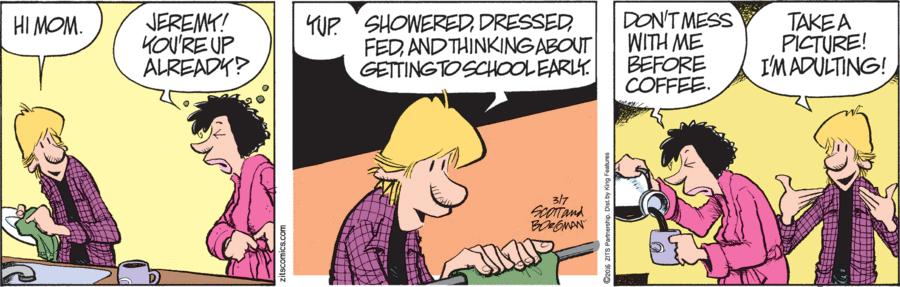 HI MOM.
JEREMY!
YOU'RE UP
ALREADY?
zitscomics.com
YUP.
SHOWERED, DRESSED,
FED, AND THINKING ABOUT
GETTING TO SCHOOL EARLY.
3/7
SCOTT and
BORGMAN
©2016 ZITS Partnership. Dist. by King Features
DON'T MESS
WITH ME
BEFORE
COFFEE.
TAKE A
PICTURE!
I'M ADULTING!